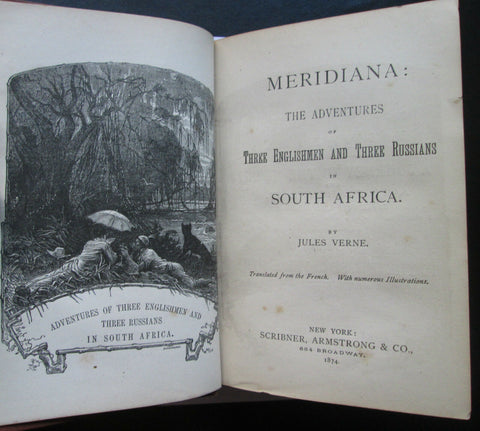 ADVENTURES OF THREE ENGLISHMEN AND
THREE RUSSIANS
IN SOUTH AFRICA.
MERIDIANA:
THE ADVENTURES
OF
THREE ENGLISHMEN AND THREE RUSSIANS
IN
SOUTH AFRICA.
BY
JULES VERNE.
Translated from the French. With numerous Illustrations.
NEW YORK:
SCRIBNER, ARMSTRONG & CO.,
654 BROADWAY.
1874.